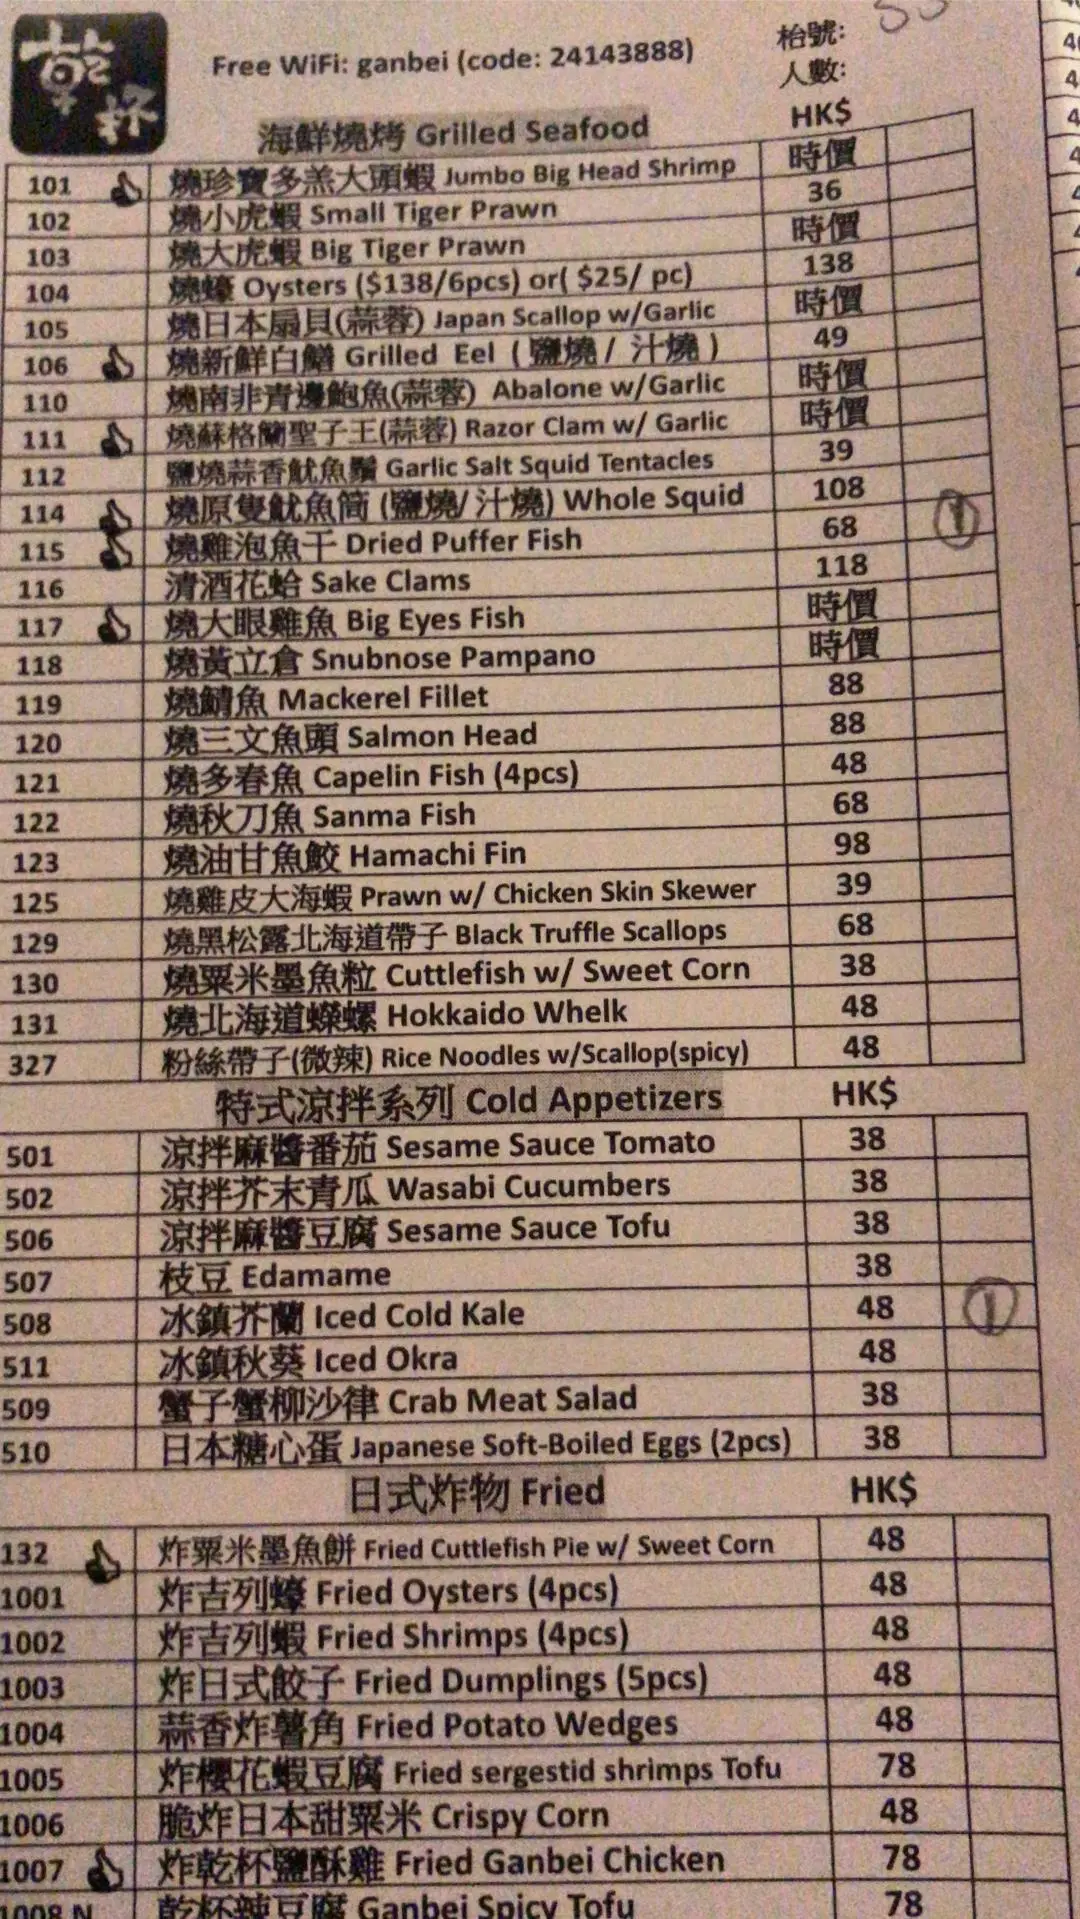 乾杯
Free WiFi: ganbei (code: 24143888)
枱號:
人數:
海鮮燒烤 Grilled Seafood HK$
101 燒珍寶多羔大頭蝦 Jumbo Big Head Shrimp 時價
102 燒小虎蝦 Small Tiger Prawn 36
103 燒大虎蝦 Big Tiger Prawn 時價
104 燒蠔 Oysters ($138/6pcs) or( $25/ pc) 138
105 燒日本扇貝(蒜蓉) Japan Scallop w/Garlic 時價
106 燒新鮮白鱔 Grilled Eel ( 鹽燒 / 汁燒 ) 49
110 燒南非青邊鮑魚(蒜蓉) Abalone w/Garlic 時價
111 燒蘇格蘭聖子王(蒜蓉) Razor Clam w/ Garlic 時價
112 鹽燒蒜香魷魚鬚 Garlic Salt Squid Tentacles 39
114 燒原隻魷魚筒 (鹽燒/ 汁燒) Whole Squid 108
115 燒雞泡魚干 Dried Puffer Fish 68 1
116 清酒花蛤 Sake Clams 118
117 燒大眼雞魚 Big Eyes Fish 時價
118 燒黃立倉 Snubnose Pampano 時價
119 燒鯖魚 Mackerel Fillet 88
120 燒三文魚頭 Salmon Head 88
121 燒多春魚 Capelin Fish (4pcs) 48
122 燒秋刀魚 Sanma Fish 68
123 燒油甘魚鮫 Hamachi Fin 98
125 燒雞皮大海蝦 Prawn w/ Chicken Skin Skewer 39
129 燒黑松露北海道帶子 Black Truffle Scallops 68
130 燒粟米墨魚粒 Cuttlefish w/ Sweet Corn 38
131 燒北海道蠑螺 Hokkaido Whelk 48
327 粉絲帶子(微辣) Rice Noodles w/Scallop(spicy) 48
特式涼拌系列 Cold Appetizers HK$
501 涼拌麻醬番茄 Sesame Sauce Tomato 38
502 涼拌芥末青瓜 Wasabi Cucumbers 38
506 涼拌麻醬豆腐 Sesame Sauce Tofu 38
507 枝豆 Edamame 38
508 冰鎮芥蘭 Iced Cold Kale 48 1
511 冰鎮秋葵 Iced Okra 48
509 蟹子蟹柳沙律 Crab Meat Salad 38
510 日本糖心蛋 Japanese Soft-Boiled Eggs (2pcs) 38
日式炸物 Fried HK$
132 炸粟米墨魚餅 Fried Cuttlefish Pie w/ Sweet Corn 48
1001 炸吉列蠔 Fried Oysters (4pcs) 48
1002 炸吉列蝦 Fried Shrimps (4pcs) 48
1003 炸日式餃子 Fried Dumplings (5pcs) 48
1004 蒜香炸薯角 Fried Potato Wedges 48
1005 炸櫻花蝦豆腐 Fried sergestid shrimps Tofu 78
1006 脆炸日本甜粟米 Crispy Corn 48
1007 炸乾杯鹽酥雞 Fried Ganbei Chicken 78
1008 N 乾杯辣豆腐 Ganbei Spicy Tofu 78